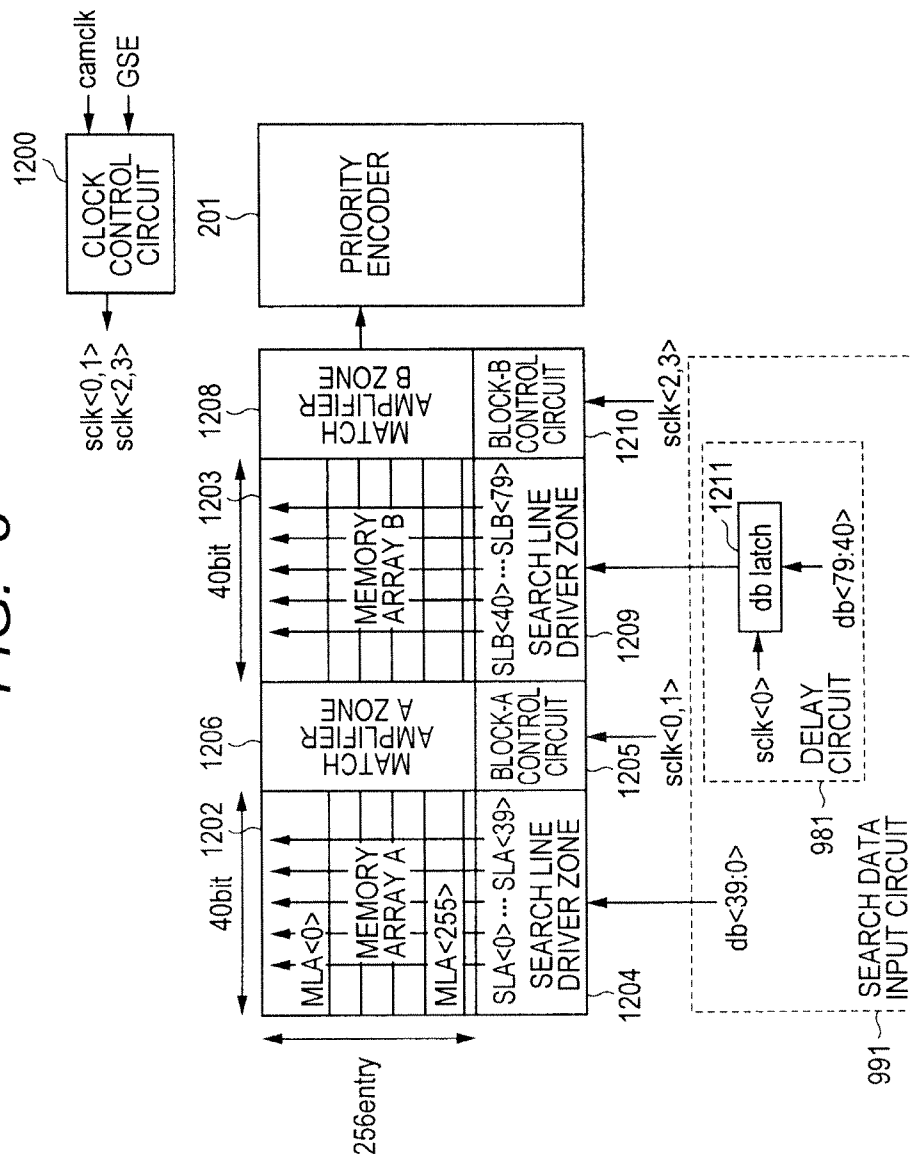 1200
CLOCK
CONTROL
CIRCUIT
camclk
GSE
sclk<0,1>
sclk<2,3>
201
PRIORITY
ENCODER
256entry
40bit
1202
MLA<0>
MEMORY
ARRAY A
MLA<255>
SLA<0> ... SLA<39>
SEARCH LINE
DRIVER ZONE
1204
1206
MATCH
AMPLIFIER
A ZONE
BLOCK-A
CONTROL
CIRCUIT
1205
40bit
1203
MEMORY
ARRAY B
SLB<40> ... SLB<79>
SEARCH LINE
DRIVER ZONE
1209
1208
MATCH
AMPLIFIER
B ZONE
BLOCK-B
CONTROL
CIRCUIT
1210
sclk<0,1>
sclk<2,3>
db<39:0>
sclk<0>
db latch
1211
db<79:40>
DELAY
CIRCUIT
981
SEARCH DATA
INPUT CIRCUIT
991